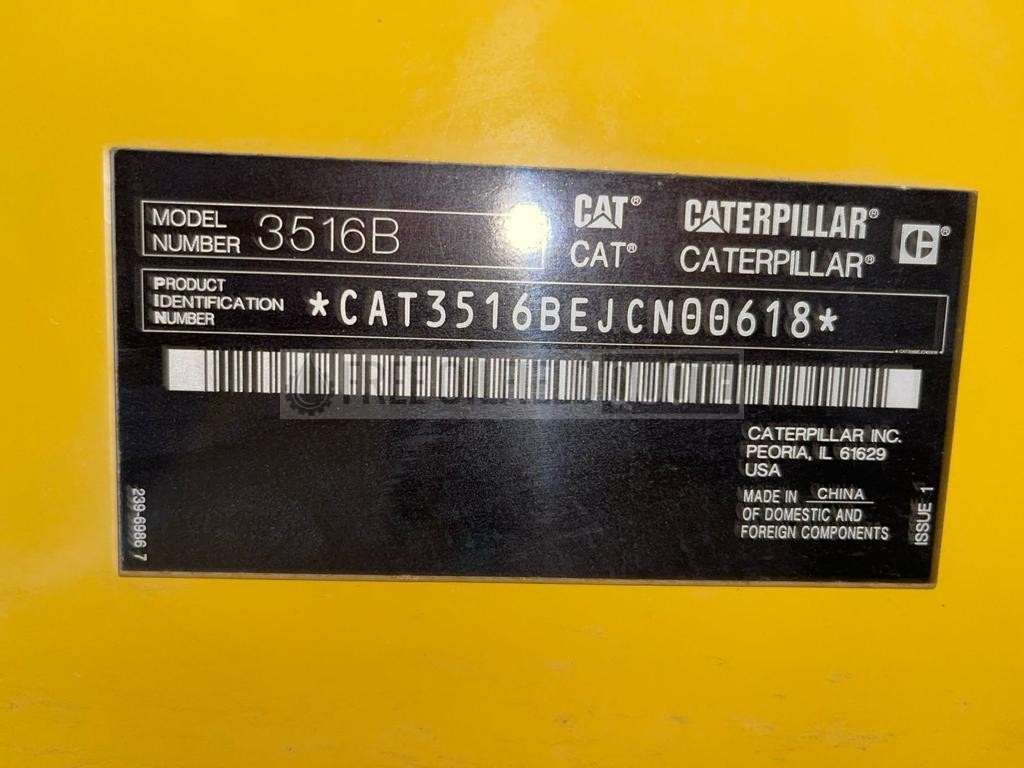 MODEL
NUMBER 3516B
CAT® CATERPILLAR®
CAT® CATERPILLAR®
PRODUCT
IDENTIFICATION
NUMBER
*CAT3516BEJCN00618*
CATERPILLAR INC.
PEORIA, IL 61629
USA
MADE IN CHINA
OF DOMESTIC AND
FOREIGN COMPONENTS
239-6986 7
ISSUE 1